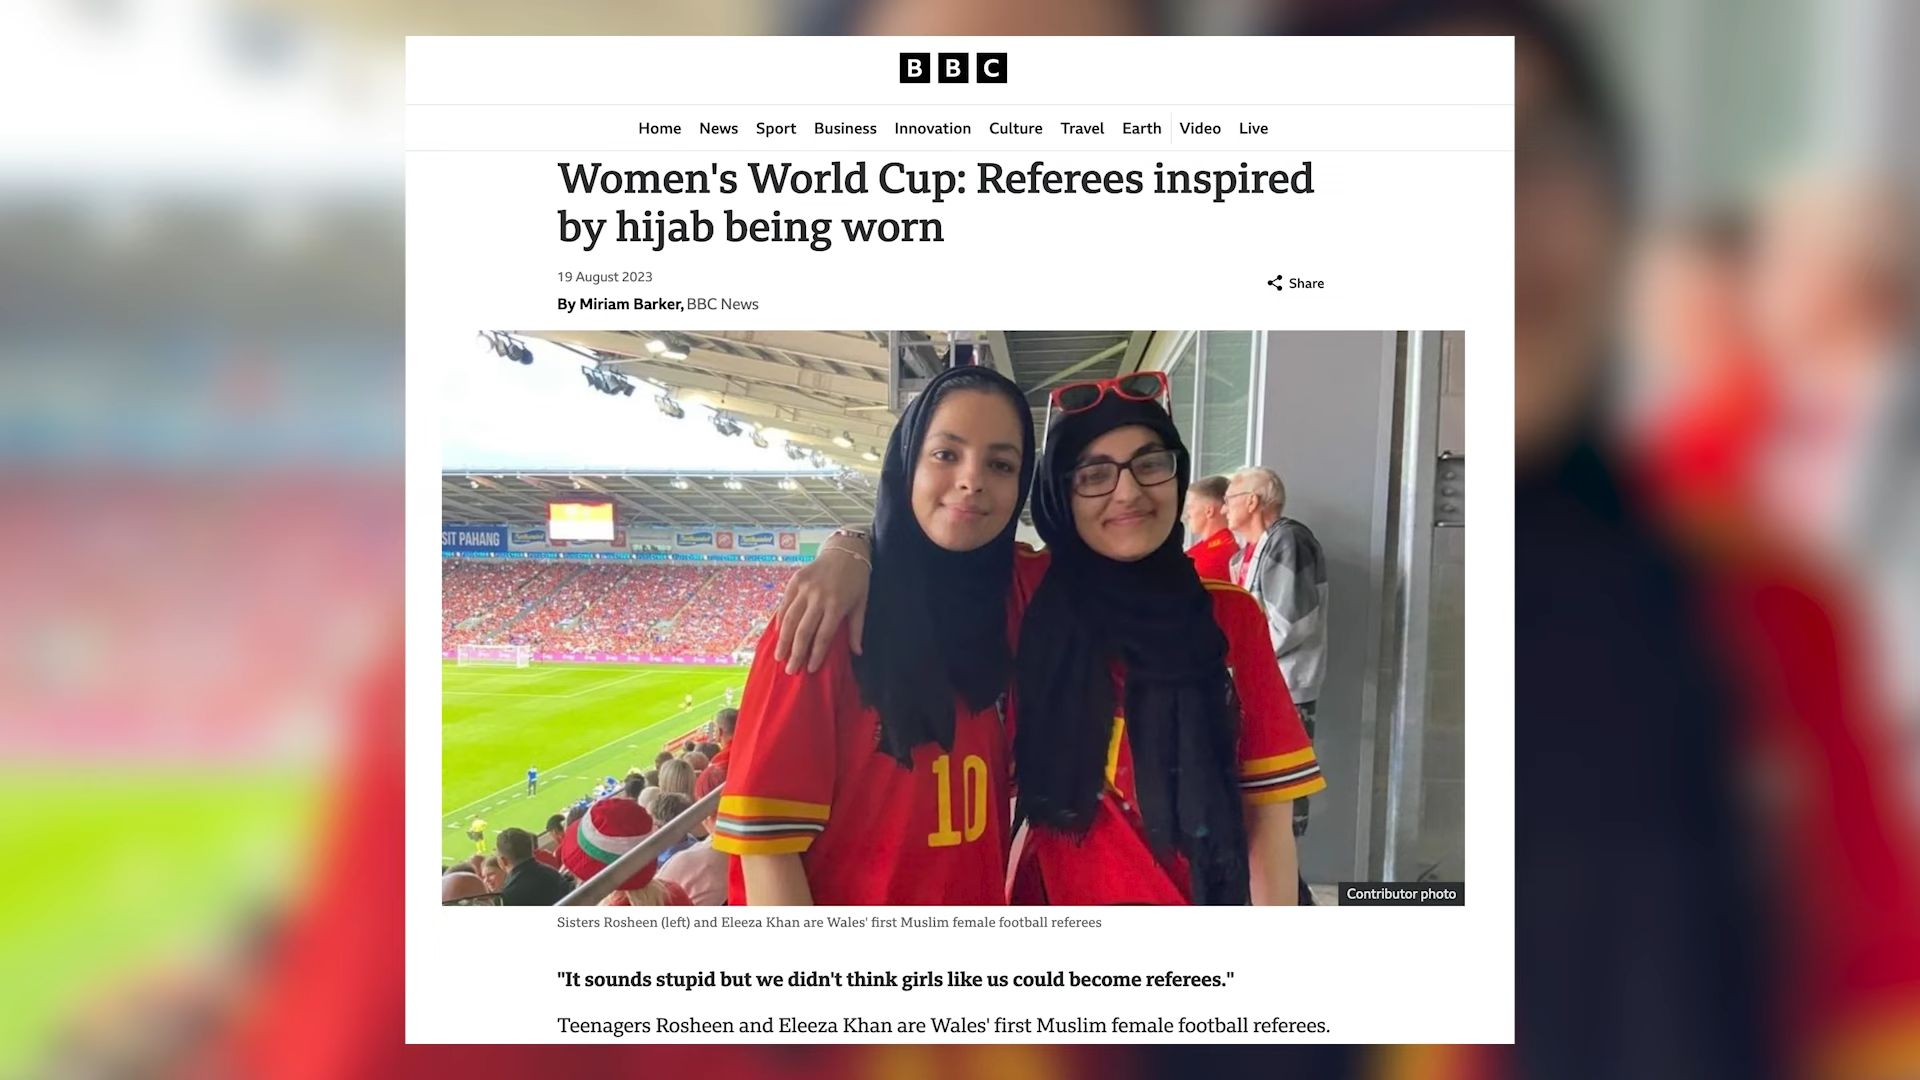 BBC
Home News Sport Business Innovation Culture Travel Earth Video Live
Women's World Cup: Referees inspired
by hijab being worn
19 August 2023
Share
By Miriam Barker, BBC News
SIT PAHANG
10
Contributor photo
Sisters Rosheen (left) and Eleeza Khan are Wales' first Muslim female football referees
"It sounds stupid but we didn't think girls like us could become referees."
Teenagers Rosheen and Eleeza Khan are Wales' first Muslim female football referees.